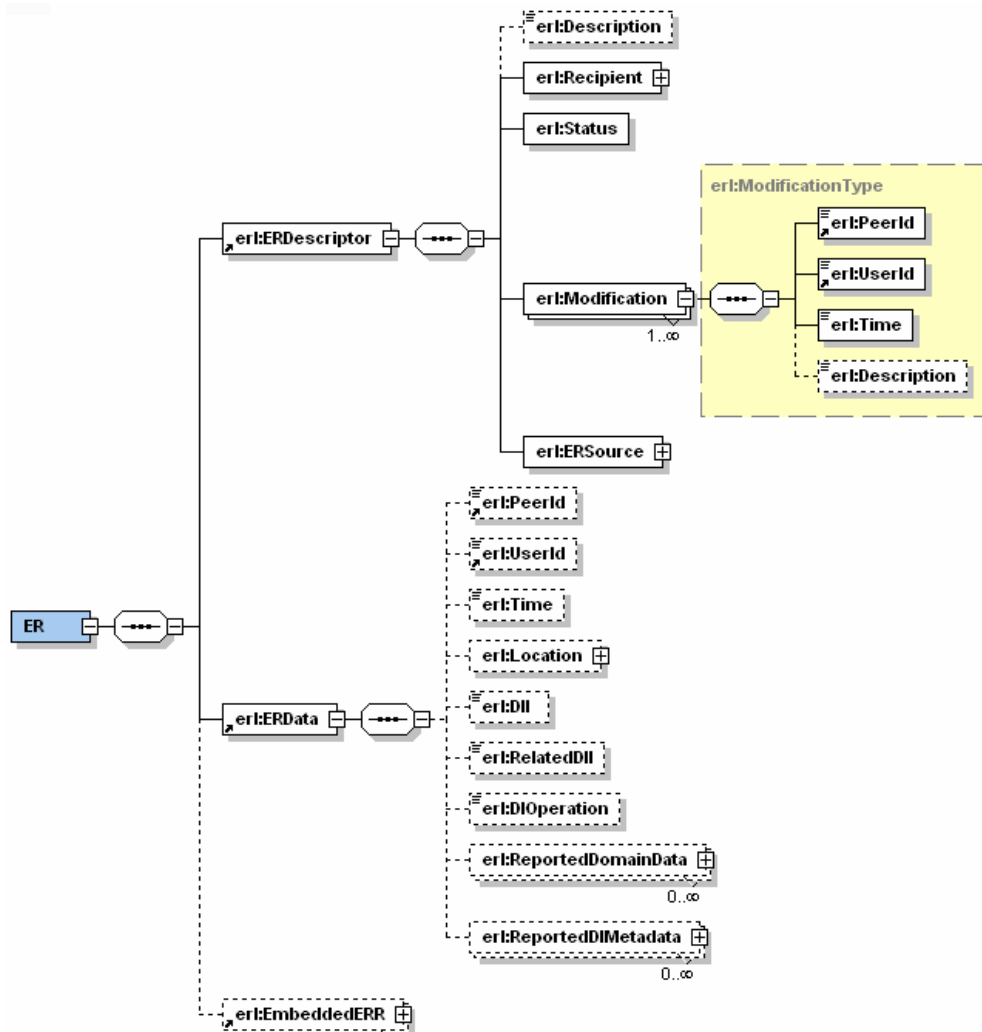 erl:Description
erl:Recipient
erl:Status
erl:ModificationType
erl:PeerId
erl:ERDescriptor
erl:UserId
erl:Modification
erl:Time
1..∞
erl:Description
erl:ERSource
erl:PeerId
erl:UserId
erl:Time
ER
erl:Location
erl:DII
erl:ERData
erl:RelatedDII
erl:DIOperation
erl:ReportedDomainData
0..∞
erl:ReportedDIMetadata
0..∞
erl:EmbeddedERR